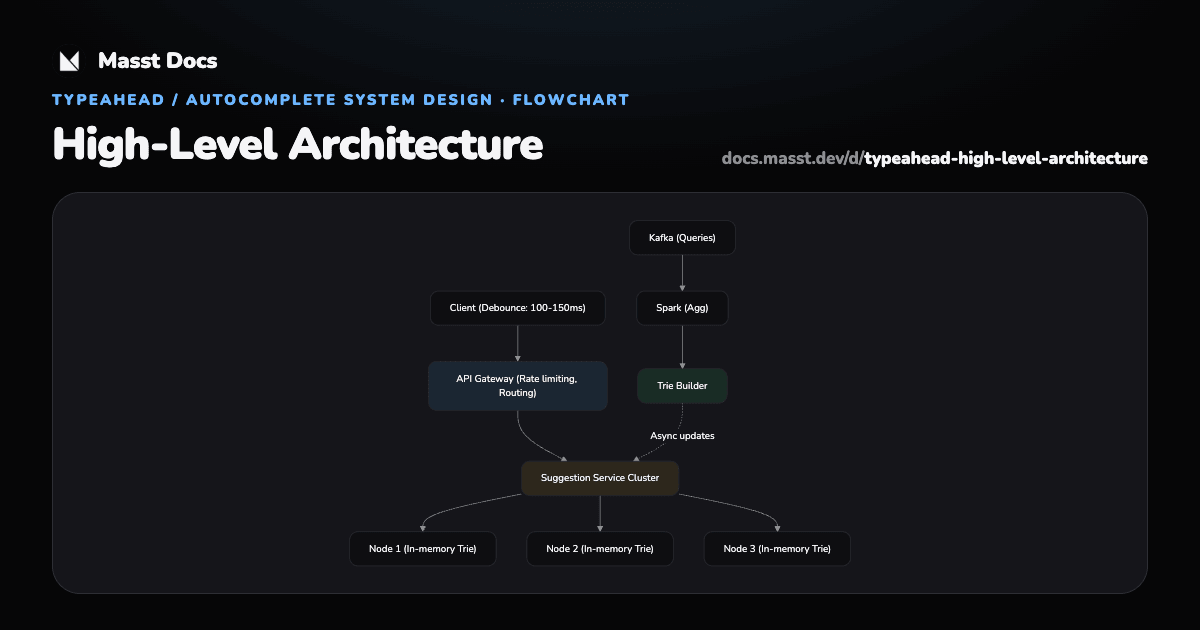 Masst Docs
TYPEAHEAD / AUTOCOMPLETE SYSTEM DESIGN · FLOWCHART
High-Level Architecture
docs.masst.dev/d/typeahead-high-level-architecture
Kafka (Queries)
Client (Debounce: 100-150ms)
Spark (Agg)
API Gateway (Rate limiting,
Routing)
Trie Builder
Async updates
Suggestion Service Cluster
Node 1 (In-memory Trie)
Node 2 (In-memory Trie)
Node 3 (In-memory Trie)